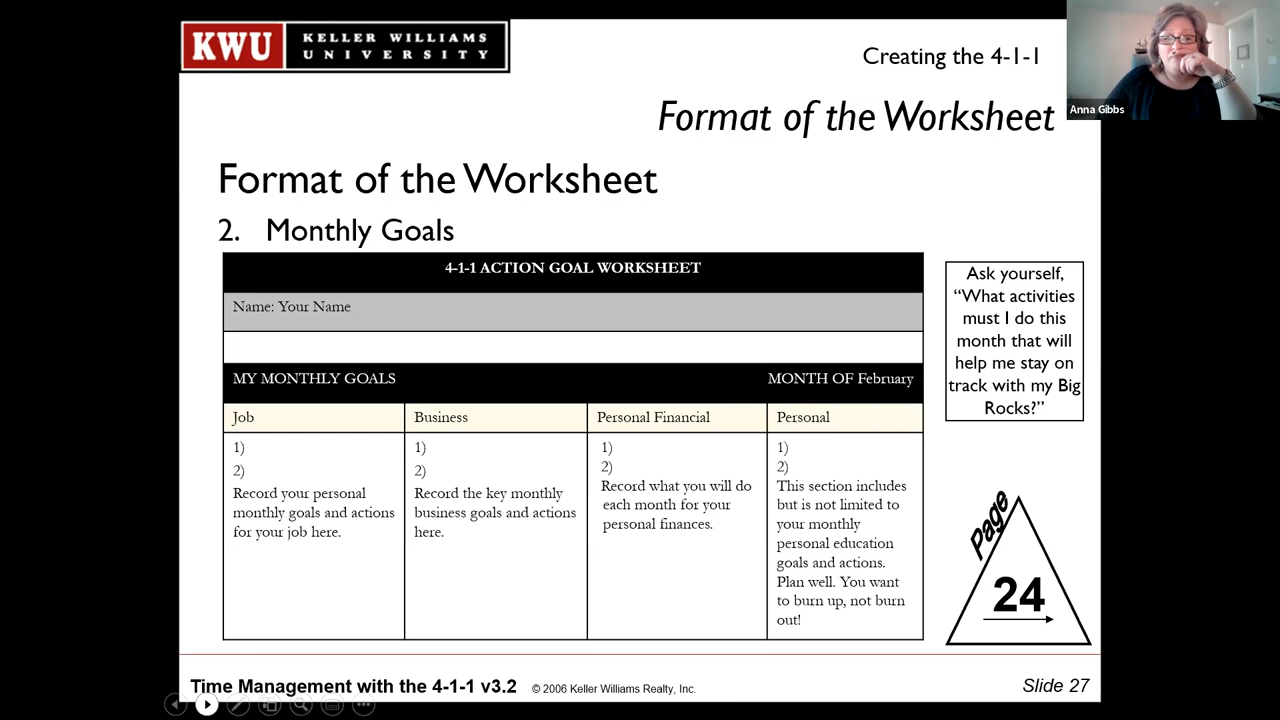 KWU
KELLER WILLIAMS
UNIVERSITY
Creating the 4-1-1
Anna Gibbs
Format of the Worksheet
Format of the Worksheet
2. Monthly Goals
4-1-1 ACTION GOAL WORKSHEET
Name: Your Name
MY MONTHLY GOALS
MONTH OF February
Job
Business
Personal Financial
Personal
1)
2)
Record your personal
monthly goals and actions
for your job here.
1)
2)
Record the key monthly
business goals and actions
here.
1)
2)
Record what you will do
each month for your
personal finances.
1)
2)
This section includes
but is not limited to
your monthly
personal education
goals and actions.
Plan well. You want
to burn up, not burn
out!
Ask yourself,
“What activities
must I do this
month that will
help me stay on
track with my Big
Rocks?”
Page
24
Time Management with the 4-1-1 v3.2
© 2006 Keller Williams Realty, Inc.
Slide 27